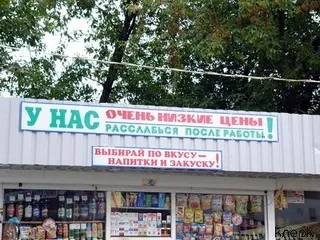 У НАС ОЧЕНЬ НИЗКИЕ ЦЕНЫ!
РАССЛАБЬСЯ ПОСЛЕ РАБОТЫ!
ВЫБИРАЙ ПО ВКУСУ—
НАПИТКИ И ЗАКУСКУ!